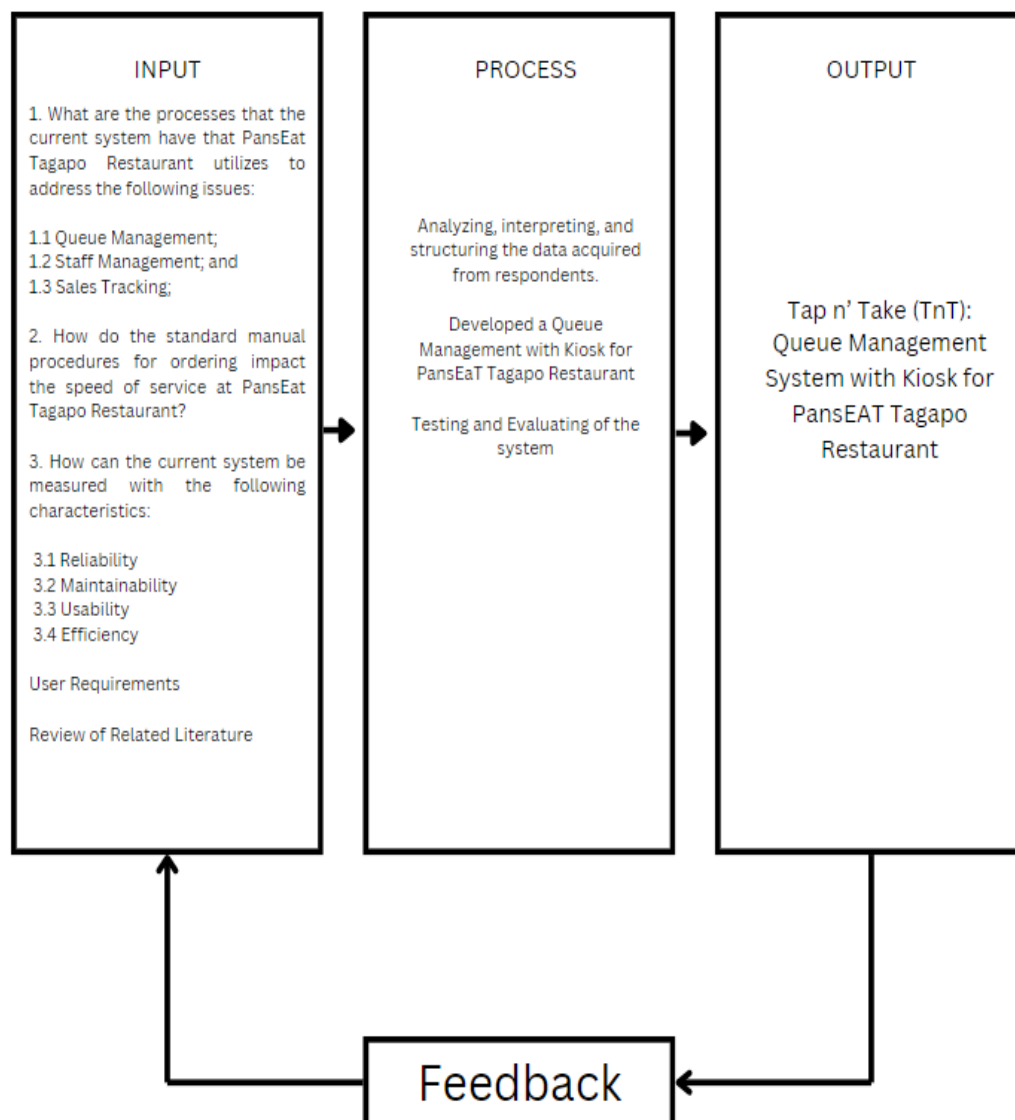 INPUT
1. What are the processes that the
current system have that PansEat
Tagapo Restaurant utilizes to
address the following issues:
1.1 Queue Management;
1.2 Staff Management; and
1.3 Sales Tracking;
2. How do the standard manual
procedures for ordering impact
the speed of service at PansEat
Tagapo Restaurant?
3. How can the current system be
measured with the following
characteristics:
3.1 Reliability
3.2 Maintainability
3.3 Usability
3.4 Efficiency
User Requirements
Review of Related Literature
PROCESS
Analyzing, interpreting, and
structuring the data acquired
from respondents.
Developed a Queue
Management with Kiosk for
PansEaT Tagapo Restaurant
Testing and Evaluating of the
system
OUTPUT
Tap n' Take (TnT):
Queue Management
System with Kiosk for
PansEAT Tagapo
Restaurant
Feedback